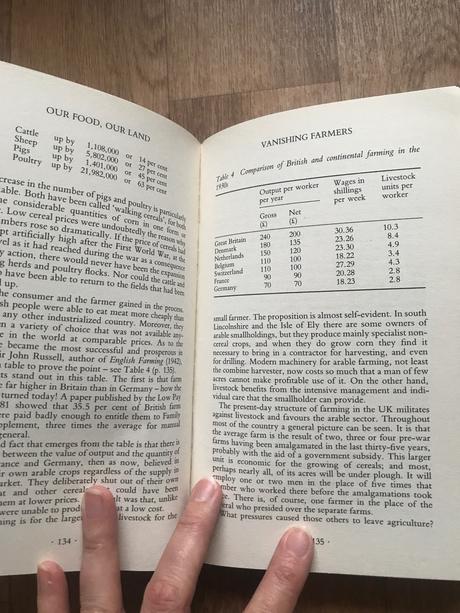 OUR FOOD, OUR LAND
Cattle up by 1,108,000 or 14 per cent
Sheep up by 5,802,000 or 27 per cent
Pigs up by 1,401,000 or 45 per cent
Poultry up by 21,982,000 or 63 per cent
crease in the number of pigs and poultry is particularly
table. Both have been called 'walking cereals', for both
the considerable quantities of corn in one form or
. Low cereal prices were undoubtedly the reason why
numbers rose so dramatically. If the price of cereals had
pt artificially high after the First World War, at the
vel as it had reached during the war as a consequence
y action, there would never have been the expansion
g herds and poultry flocks. Nor could the cattle and
have been able to return to the fields that had been
d up.
he consumer and the farmer gained in the process.
sh people were able to eat meat more cheaply than
any other industrialized country. Moreover, they
n a variety of choice that was not available any-
e in the world at comparable prices. As to the
e became the most successful and prosperous in
ir John Russell, author of English Farming (1942),
table to prove the point – see Table 4 (p. 135).
ts stand out in this table. The first is that farm
e far higher in Britain than in Germany – how the
turned today! A paper published by the Low Pay
81 showed 35.5 per cent of British farm
ere paid badly enough to entitle them to Family
pplement, three times the average for manual
general.
d fact that emerges from the table is that there is
between the value of output and the quantity of
ance and Germany, then as now, believed in
ir own arable crops regardless of the supply in
arket. They deliberately shut out of their own
at and other cereals could have been
hem at lower prices. ult was that, unlike
were unable to produ at a low cost.
ning is for the larger livestock for the
· 134 ·
VANISHING FARMERS
Table 4 Comparison of British and continental farming in the
1930s
Output per worker per year Wages in shillings per week Livestock units per worker
Gross (£) Net (£)
Great Britain 240 200 30.36 10.3
Denmark 180 135 23.26 8.4
Netherlands 150 120 23.30 4.9
Belgium 110 100 18.22 3.4
Switzerland 110 100 27.29 4.3
France 90 90 20.28 2.8
Germany 70 70 18.23 2.8
small farmer. The proposition is almost self-evident. In south
Lincolnshire and the Isle of Ely there are some owners of
arable smallholdings, but they produce mainly specialist non-
cereal crops, and when they do grow corn they find it
necessary to bring in a contractor for harvesting, and even
for drilling. Modern machinery for arable farming, not least
the combine harvester, now costs so much that a man of few
acres cannot make profitable use of it. On the other hand,
livestock benefits from the intensive management and indi-
vidual care that the smallholder can provide.
The present-day structure of farming in the UK militates
against livestock and favours the arable sector. Throughout
most of the country a general picture can be seen. It is that
the average farm is the result of two, three or four pre-war
farms having been amalgamated in the last thirty-five years,
probably with the aid of a government subsidy. This larger
unit is economic for the growing of cereals; and most,
perhaps nearly all, of its acres will be under plough. It will
employ one or two men in the place of five times that
mber who worked there before the amalgamations took
e. There is, of course, one farmer in the place of the
eral who presided over the separate farms.
What pressures caused those others to leave agriculture?
135 ·